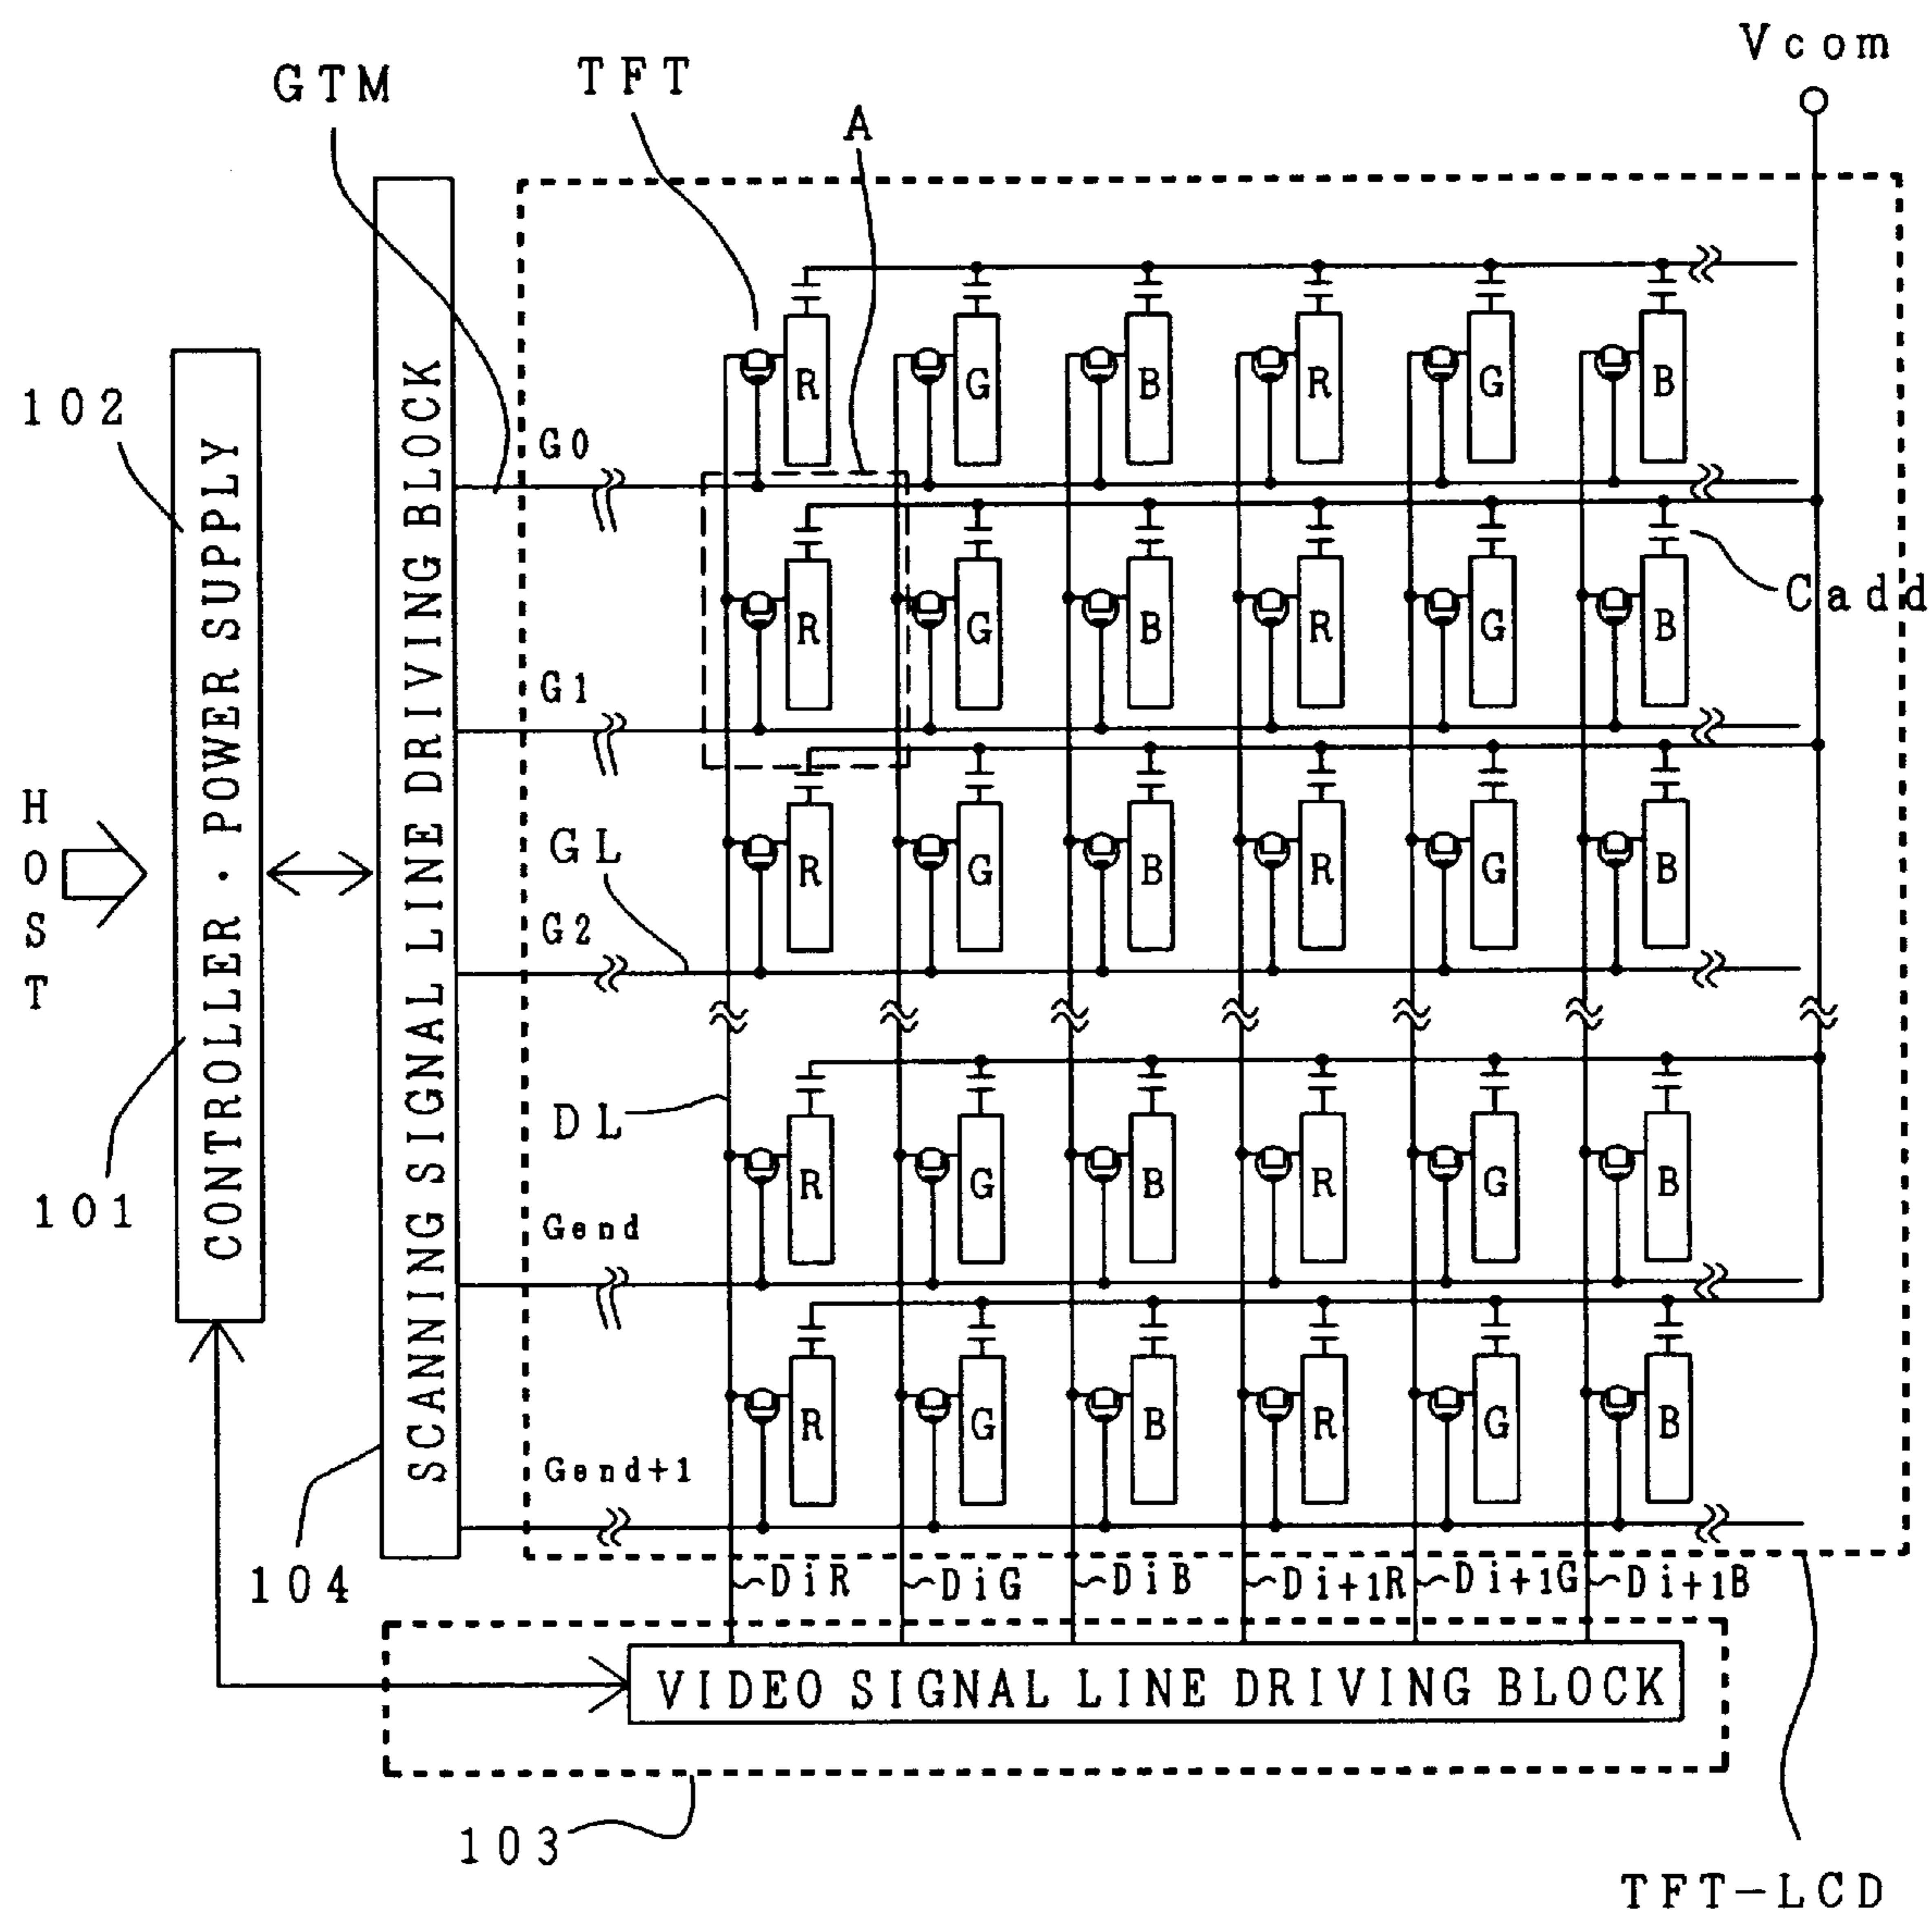 Vcom
GTM
TFT
A
102
G0
R G B R G B
Cadd
G1
R G B R G B
HOST
CONTROLLER · POWER SUPPLY
SCANNING SIGNAL LINE DRIVING BLOCK
GL
G2
R G B R G B
DL
101
Gend
R G B R G B
Gend+1
R G B R G B
104
DiR DiG DiB Di+1R Di+1G Di+1B
VIDEO SIGNAL LINE DRIVING BLOCK
103
TFT-LCD